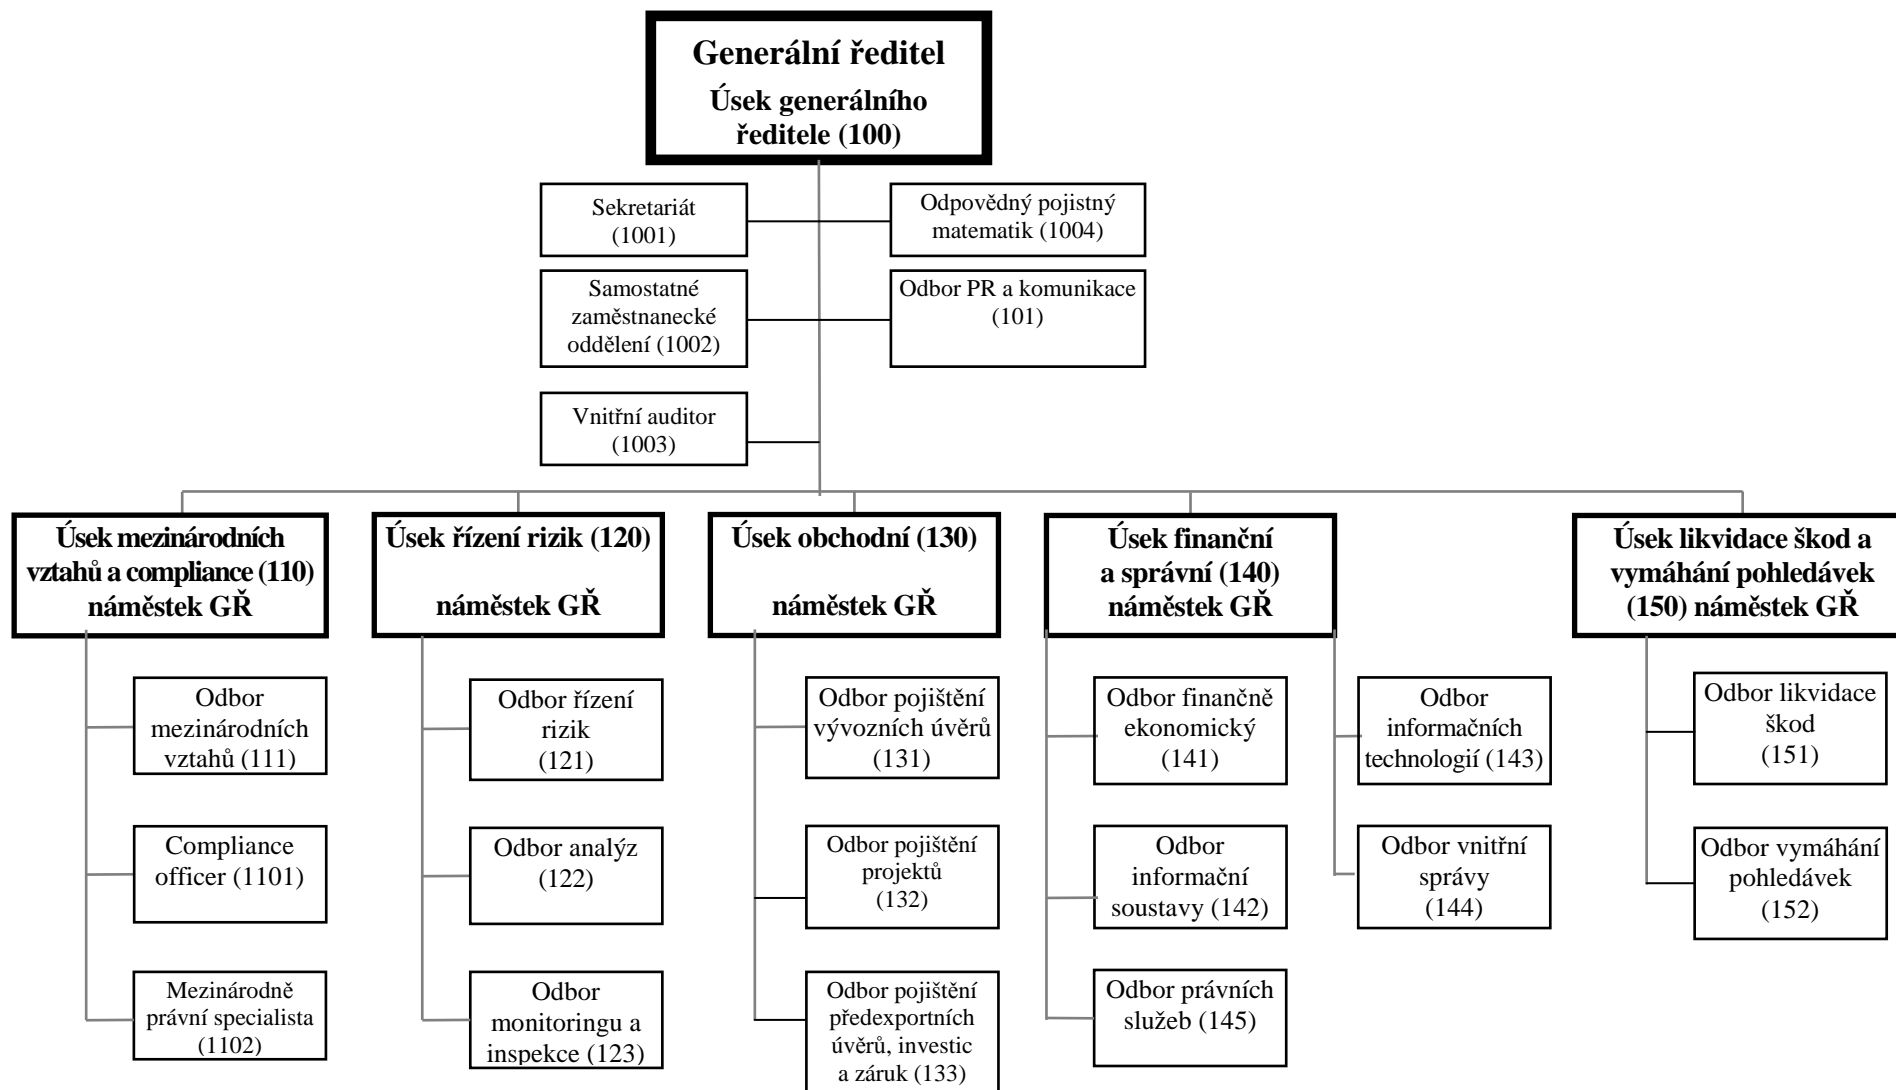 Generální ředitel
Úsek generálního
ředitele (100)
Sekretariát
(1001)
Odpovědný pojistný
matematik (1004)
Samostatné
zaměstnanecké
oddělení (1002)
Odbor PR a komunikace
(101)
Vnitřní auditor
(1003)
Úsek mezinárodních
vztahů a compliance (110)
náměstek GŘ
Úsek řízení rizik (120)
náměstek GŘ
Úsek obchodní (130)
náměstek GŘ
Úsek finanční
a správní (140)
náměstek GŘ
Úsek likvidace škod a
vymáhání pohledávek
(150) náměstek GŘ
Odbor
mezinárodních
vztahů (111)
Odbor řízení
rizik
(121)
Odbor pojištění
vývozních úvěrů
(131)
Odbor finančně
ekonomický
(141)
Odbor
informačních
technologií (143)
Odbor likvidace
škod
(151)
Compliance
officer (1101)
Odbor analýz
(122)
Odbor pojištění
projektů
(132)
Odbor
informační
soustavy (142)
Odbor vnitřní
správy
(144)
Odbor vymáhání
pohledávek
(152)
Mezinárodně
právní specialista
(1102)
Odbor
monitoringu a
inspekce (123)
Odbor pojištění
předexportních
úvěrů, investic
a záruk (133)
Odbor právních
služeb (145)